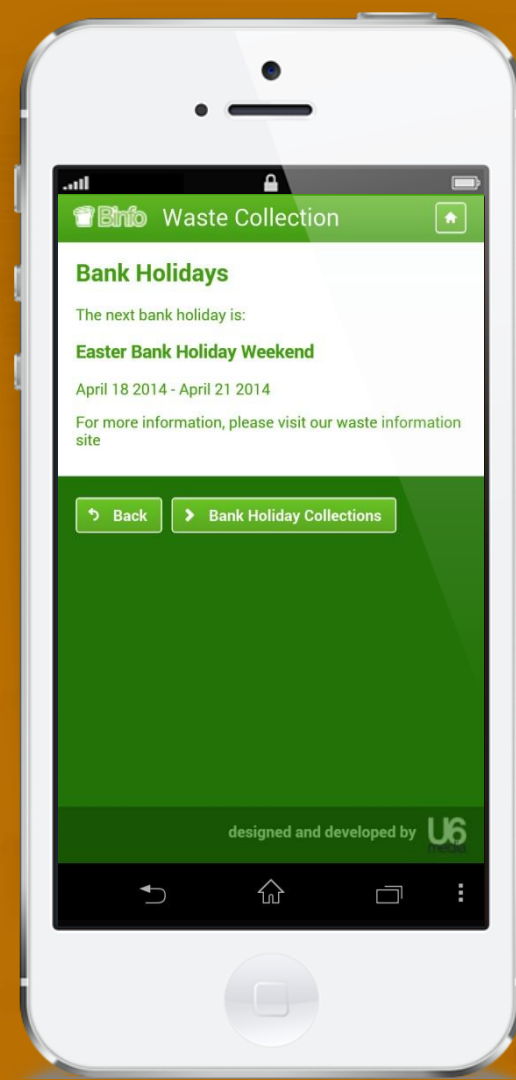 Binfo Waste Collection
Bank Holidays
The next bank holiday is:
Easter Bank Holiday Weekend
April 18 2014 - April 21 2014
For more information, please visit our waste information
site
Back
Bank Holiday Collections
designed and developed by U6
media